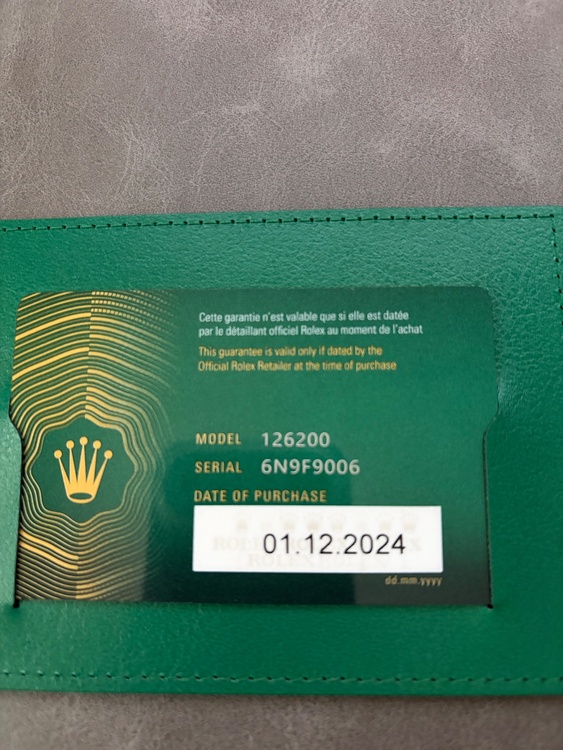 Cette garantie n'est valable que si elle est datée
par le détaillant officiel Rolex au moment de l'achat
This guarantee is valid only if dated by the
Official Rolex Retailer at the time of purchase
MODEL 126200
SERIAL 6N9F9006
DATE OF PURCHASE
01.12.2024
ROLEX
dd.mm.yyyy